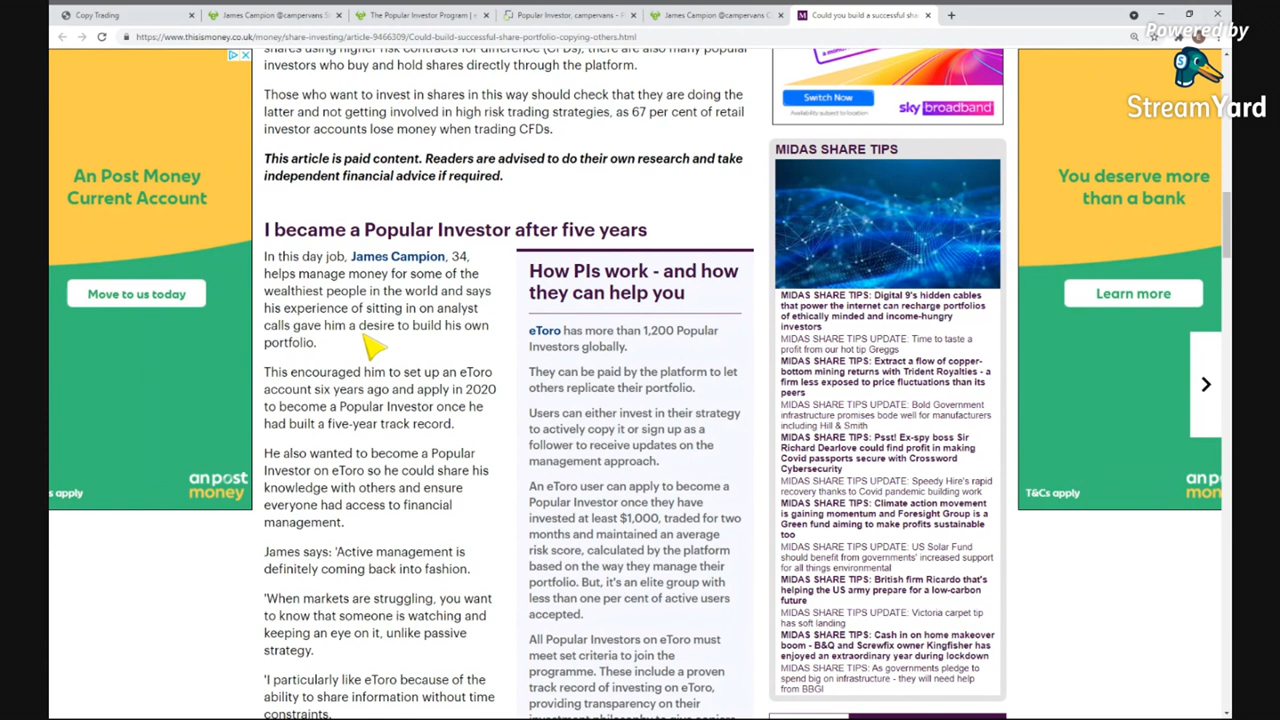 Copy Trading
James Campion @campervans S
The Popular Investor Program | e
Popular Investor, campervans - P
James Campion @campervans C
Could you build a successful sha
https://www.thisismoney.co.uk/money/share-investing/article-9466309/Could-build-successful-share-portfolio-copying-others.html
Powered by
StreamYard
An Post Money
Current Account
Move to us today
an post
money
s apply
shares using higher risk contracts for difference (CFDs), there are also many popular
investors who buy and hold shares directly through the platform.
Those who want to invest in shares in this way should check that they are doing the
latter and not getting involved in high risk trading strategies, as 67 per cent of retail
investor accounts lose money when trading CFDs.
This article is paid content. Readers are advised to do their own research and take
independent financial advice if required.
I became a Popular Investor after five years
In this day job, James Campion, 34,
helps manage money for some of the
wealthiest people in the world and says
his experience of sitting in on analyst
calls gave him a desire to build his own
portfolio.
This encouraged him to set up an eToro
account six years ago and apply in 2020
to become a Popular Investor once he
had built a five-year track record.
He also wanted to become a Popular
Investor on eToro so he could share his
knowledge with others and ensure
everyone had access to financial
management.
James says: 'Active management is
definitely coming back into fashion.
'When markets are struggling, you want
to know that someone is watching and
keeping an eye on it, unlike passive
strategy.
'I particularly like eToro because of the
ability to share information without time
constraints.
How PIs work - and how
they can help you
eToro has more than 1,200 Popular
Investors globally.
They can be paid by the platform to let
others replicate their portfolio.
Users can either invest in their strategy
to actively copy it or sign up as a
follower to receive updates on the
management approach.
An eToro user can apply to become a
Popular Investor once they have
invested at least $1,000, traded for two
months and maintained an average
risk score, calculated by the platform
based on the way they manage their
portfolio. But, it's an elite group with
less than one per cent of active users
accepted.
All Popular Investors on eToro must
meet set criteria to join the
programme. These include a proven
track record of investing on eToro,
providing transparency on their
investment philosophy to give copiers
Switch Now
Availability subject to location
sky broadband
MIDAS SHARE TIPS
MIDAS SHARE TIPS: Digital 9's hidden cables
that power the internet can recharge portfolios
of ethically minded and income-hungry
investors
MIDAS SHARE TIPS UPDATE: Time to taste a
profit from our hot tip Greggs
MIDAS SHARE TIPS: Extract a flow of copper-
bottom mining returns with Trident Royalties - a
firm less exposed to price fluctuations than its
peers
MIDAS SHARE TIPS UPDATE: Bold Government
infrastructure promises bode well for manufacturers
including Hill & Smith
MIDAS SHARE TIPS: Psst! Ex-spy boss Sir
Richard Dearlove could find profit in making
Covid passports secure with Crossword
Cybersecurity
MIDAS SHARE TIPS UPDATE: Speedy Hire's rapid
recovery thanks to Covid pandemic building work
MIDAS SHARE TIPS: Climate action movement
is gaining momentum and Foresight Group is a
Green fund aiming to make profits sustainable
too
MIDAS SHARE TIPS UPDATE: US Solar Fund
should benefit from governments' increased support
for all things environmental
MIDAS SHARE TIPS: British firm Ricardo that's
helping the US army prepare for a low-carbon
future
MIDAS SHARE TIPS UPDATE: Victoria carpet tip
has soft landing
MIDAS SHARE TIPS: Cash in on home makeover
boom - B&Q and Screwfix owner Kingfisher has
enjoyed an extraordinary year during lockdown
MIDAS SHARE TIPS: As governments pledge to
spend big on infrastructure - they will need help
from BBGI
You deserve more
than a bank
Learn more
T&Cs apply
an po
mone